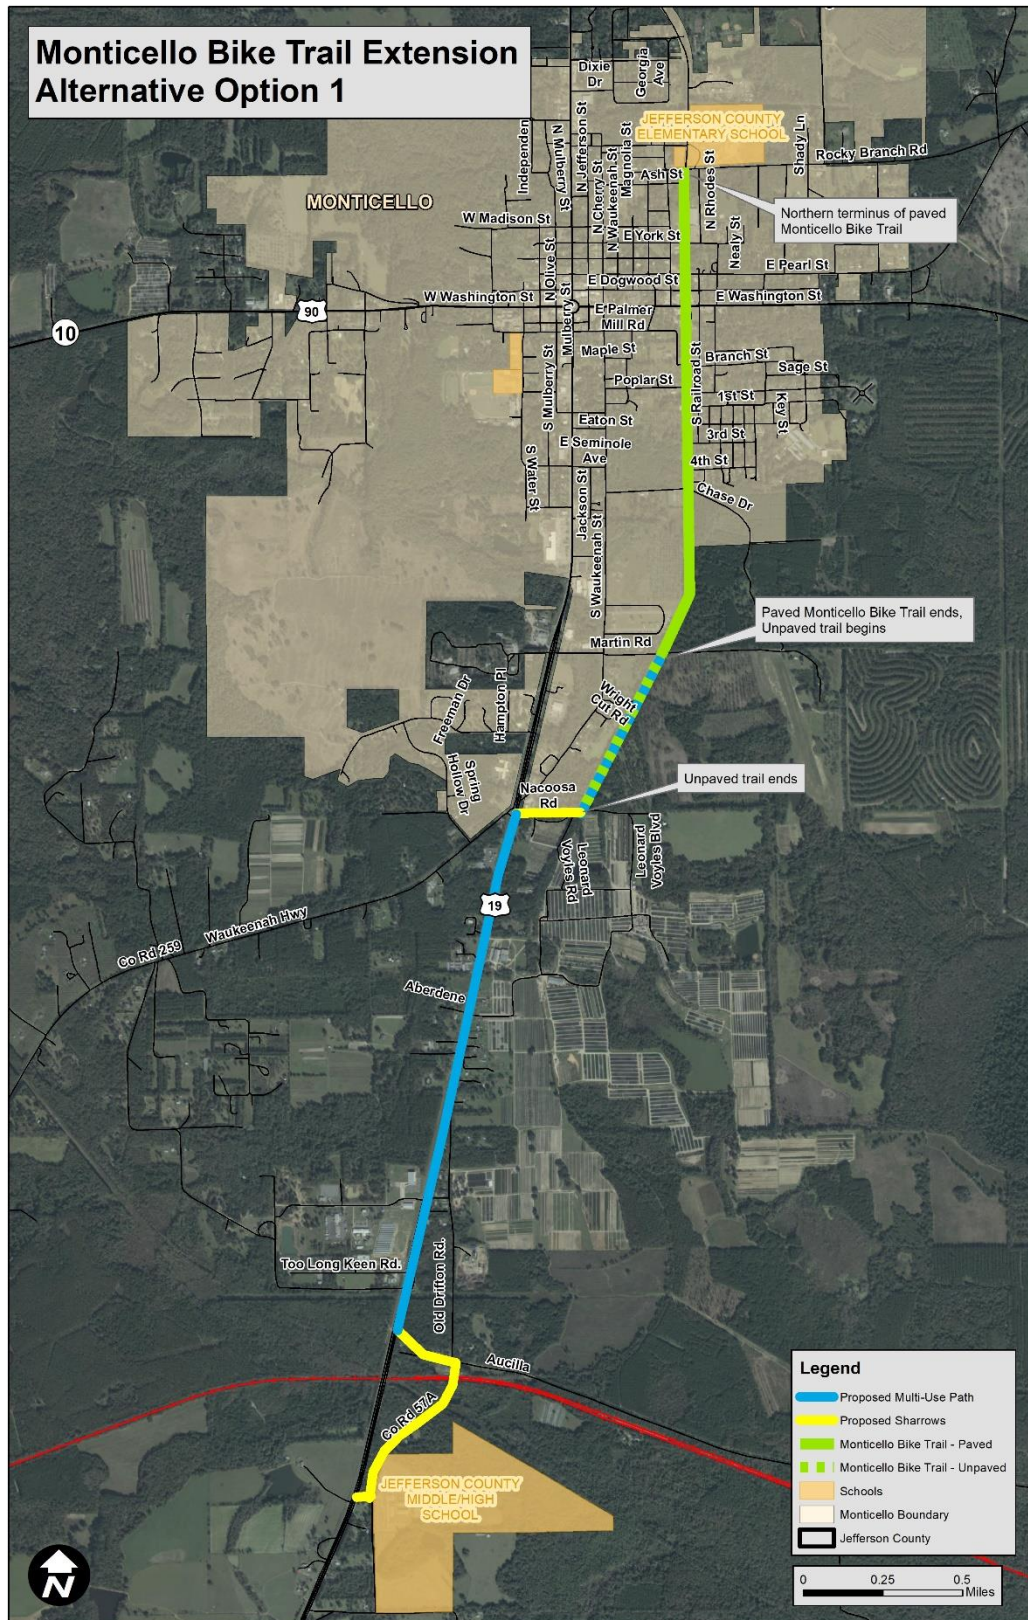 Monticello Bike Trail Extension
Alternative Option 1
Dixie
Dr
Georgia
Ave
JEFFERSON COUNTY
ELEMENTARY SCHOOL
Independen
N Mulberry St
N Jefferson St
N Cherry St
N Waukeenah St
Magnolia St
Ash St
N Rhodes St
Shady Ln
Rocky Branch Rd
MONTICELLO
W Madison St
Northern terminus of paved
Monticello Bike Trail
E York St
Nealy St
N Olive St
E Pearl St
E Dogwood St
W Washington St
E Washington St
90
10
Mulberry St
E Palmer
Mill Rd
Maple St
Branch St
Sage St
Poplar St
S Railroad St
1st St
Key St
S Mulberry St
Eaton St
3rd St
E Seminole
Ave
4th St
S Water St
Jackson St
Chase Dr
S Waukeenah St
Paved Monticello Bike Trail ends,
Unpaved trail begins
Martin Rd
Freeman Dr
Hampton Pl
Wright
Cut Rd
Spring
Hollow Dr
Unpaved trail ends
Nacoosa
Rd
Leonard
Voyles Rd
Leonard
Voyles Blvd
19
Waukeenah Hwy
Co Rd 259
Aberdene
Old Drifton Rd.
Too Long Keen Rd.
Aucilla
Co Rd 57A
JEFFERSON COUNTY
MIDDLE/HIGH
SCHOOL
Legend
Proposed Multi-Use Path
Proposed Sharrows
Monticello Bike Trail - Paved
Monticello Bike Trail - Unpaved
Schools
Monticello Boundary
Jefferson County
N
0 0.25 0.5
Miles